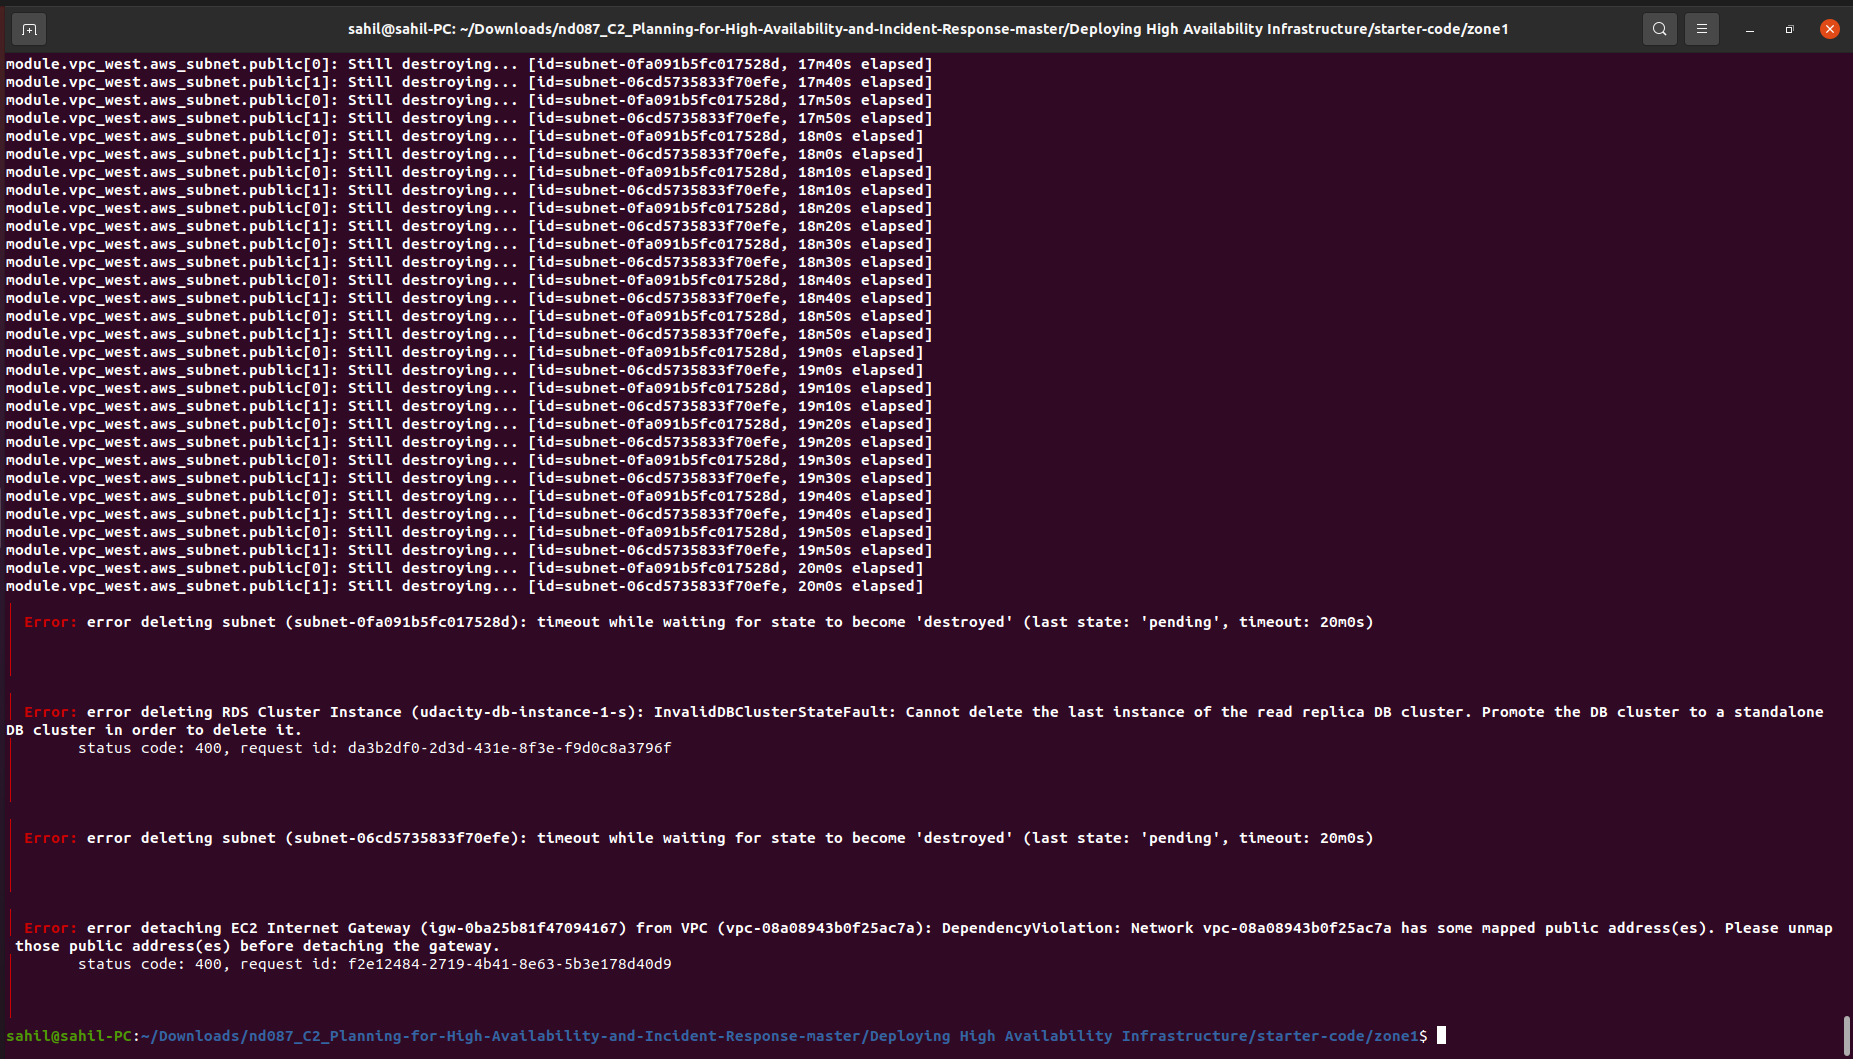 sahil@sahil-PC: ~/Downloads/nd087_C2_Planning-for-High-Availability-and-Incident-Response-master/Deploying High Availability Infrastructure/starter-code/zone1
module.vpc_west.aws_subnet.public[0]: Still destroying... [id=subnet-0fa091b5fc017528d, 17m40s elapsed]
module.vpc_west.aws_subnet.public[1]: Still destroying... [id=subnet-06cd5735833f70efe, 17m40s elapsed]
module.vpc_west.aws_subnet.public[0]: Still destroying... [id=subnet-0fa091b5fc017528d, 17m50s elapsed]
module.vpc_west.aws_subnet.public[1]: Still destroying... [id=subnet-06cd5735833f70efe, 17m50s elapsed]
module.vpc_west.aws_subnet.public[0]: Still destroying... [id=subnet-0fa091b5fc017528d, 18m0s elapsed]
module.vpc_west.aws_subnet.public[1]: Still destroying... [id=subnet-06cd5735833f70efe, 18m0s elapsed]
module.vpc_west.aws_subnet.public[0]: Still destroying... [id=subnet-0fa091b5fc017528d, 18m10s elapsed]
module.vpc_west.aws_subnet.public[1]: Still destroying... [id=subnet-06cd5735833f70efe, 18m10s elapsed]
module.vpc_west.aws_subnet.public[0]: Still destroying... [id=subnet-0fa091b5fc017528d, 18m20s elapsed]
module.vpc_west.aws_subnet.public[1]: Still destroying... [id=subnet-06cd5735833f70efe, 18m20s elapsed]
module.vpc_west.aws_subnet.public[0]: Still destroying... [id=subnet-0fa091b5fc017528d, 18m30s elapsed]
module.vpc_west.aws_subnet.public[1]: Still destroying... [id=subnet-06cd5735833f70efe, 18m30s elapsed]
module.vpc_west.aws_subnet.public[0]: Still destroying... [id=subnet-0fa091b5fc017528d, 18m40s elapsed]
module.vpc_west.aws_subnet.public[1]: Still destroying... [id=subnet-06cd5735833f70efe, 18m40s elapsed]
module.vpc_west.aws_subnet.public[0]: Still destroying... [id=subnet-0fa091b5fc017528d, 18m50s elapsed]
module.vpc_west.aws_subnet.public[1]: Still destroying... [id=subnet-06cd5735833f70efe, 18m50s elapsed]
module.vpc_west.aws_subnet.public[0]: Still destroying... [id=subnet-0fa091b5fc017528d, 19m0s elapsed]
module.vpc_west.aws_subnet.public[1]: Still destroying... [id=subnet-06cd5735833f70efe, 19m0s elapsed]
module.vpc_west.aws_subnet.public[0]: Still destroying... [id=subnet-0fa091b5fc017528d, 19m10s elapsed]
module.vpc_west.aws_subnet.public[1]: Still destroying... [id=subnet-06cd5735833f70efe, 19m10s elapsed]
module.vpc_west.aws_subnet.public[0]: Still destroying... [id=subnet-0fa091b5fc017528d, 19m20s elapsed]
module.vpc_west.aws_subnet.public[1]: Still destroying... [id=subnet-06cd5735833f70efe, 19m20s elapsed]
module.vpc_west.aws_subnet.public[0]: Still destroying... [id=subnet-0fa091b5fc017528d, 19m30s elapsed]
module.vpc_west.aws_subnet.public[1]: Still destroying... [id=subnet-06cd5735833f70efe, 19m30s elapsed]
module.vpc_west.aws_subnet.public[0]: Still destroying... [id=subnet-0fa091b5fc017528d, 19m40s elapsed]
module.vpc_west.aws_subnet.public[1]: Still destroying... [id=subnet-06cd5735833f70efe, 19m40s elapsed]
module.vpc_west.aws_subnet.public[0]: Still destroying... [id=subnet-0fa091b5fc017528d, 19m50s elapsed]
module.vpc_west.aws_subnet.public[1]: Still destroying... [id=subnet-06cd5735833f70efe, 19m50s elapsed]
module.vpc_west.aws_subnet.public[0]: Still destroying... [id=subnet-0fa091b5fc017528d, 20m0s elapsed]
module.vpc_west.aws_subnet.public[1]: Still destroying... [id=subnet-06cd5735833f70efe, 20m0s elapsed]
Error: error deleting subnet (subnet-0fa091b5fc017528d): timeout while waiting for state to become 'destroyed' (last state: 'pending', timeout: 20m0s)
Error: error deleting RDS Cluster Instance (udacity-db-instance-1-s): InvalidDBClusterStateFault: Cannot delete the last instance of the read replica DB cluster. Promote the DB cluster to a standalone
DB cluster in order to delete it.
status code: 400, request id: da3b2df0-2d3d-431e-8f3e-f9d0c8a3796f
Error: error deleting subnet (subnet-06cd5735833f70efe): timeout while waiting for state to become 'destroyed' (last state: 'pending', timeout: 20m0s)
Error: error detaching EC2 Internet Gateway (igw-0ba25b81f47094167) from VPC (vpc-08a08943b0f25ac7a): DependencyViolation: Network vpc-08a08943b0f25ac7a has some mapped public address(es). Please unmap
those public address(es) before detaching the gateway.
status code: 400, request id: f2e12484-2719-4b41-8e63-5b3e178d40d9
sahil@sahil-PC:~/Downloads/nd087_C2_Planning-for-High-Availability-and-Incident-Response-master/Deploying High Availability Infrastructure/starter-code/zone1$